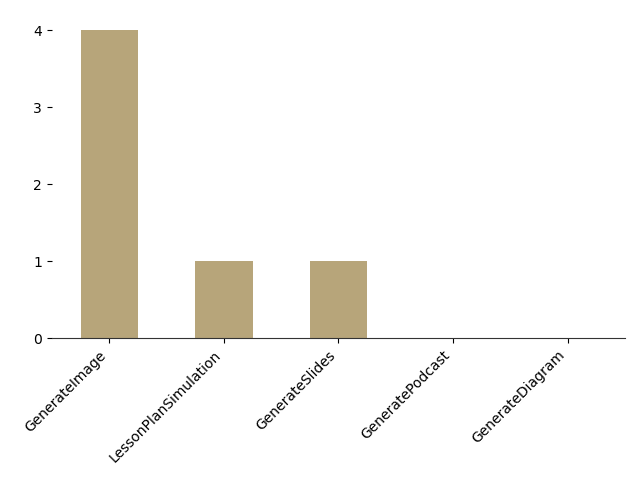 4
3
2
1
0
GenerateImage
LessonPlanSimulation
GenerateSlides
GeneratePodcast
GenerateDiagram